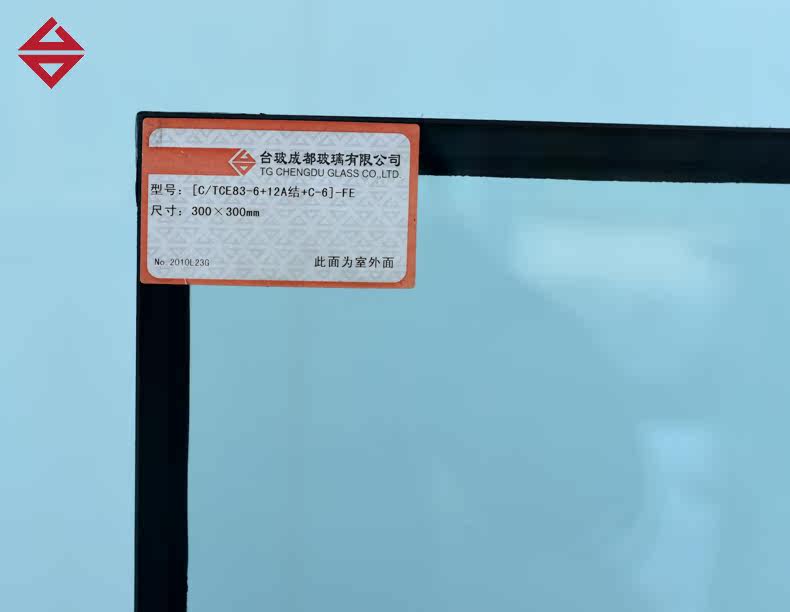 台玻成都玻璃有限公司
TG CHENGDU GLASS CO.,LTD.
型号: [C/TCE83-6+12A结+C-6]-FE
尺寸: 300×300mm
No. 2010L23G
此面为室外面